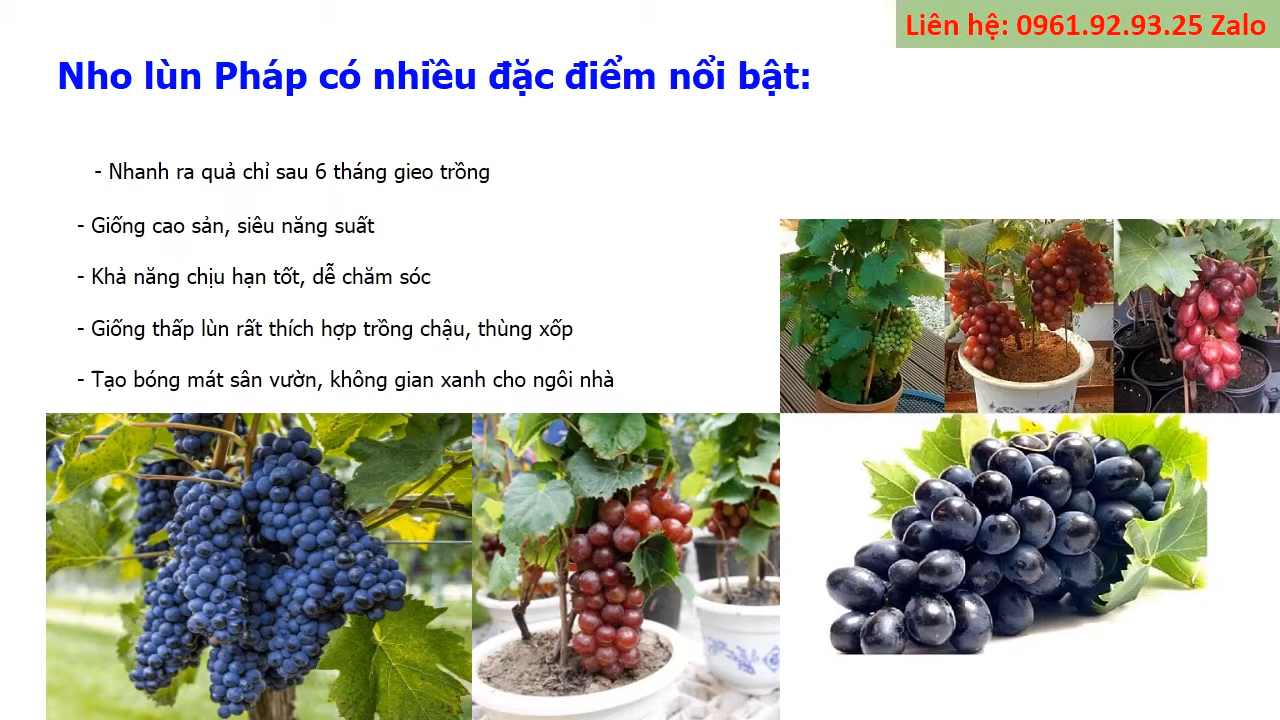 Liên hệ: 0961.92.93.25 Zalo
Nho lùn Pháp có nhiều đặc điểm nổi bật:
- Nhanh ra quả chỉ sau 6 tháng gieo trồng
- Giống cao sản, siêu năng suất
- Khả năng chịu hạn tốt, dễ chăm sóc
- Giống thấp lùn rất thích hợp trồng chậu, thùng xốp
- Tạo bóng mát sân vườn, không gian xanh cho ngôi nhà